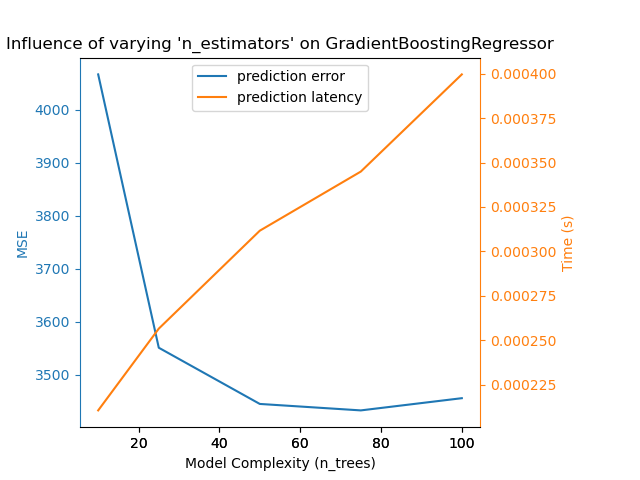 Influence of varying 'n_estimators' on GradientBoostingRegressor
prediction error
prediction latency
4000
3900
3800
3700
3600
3500
MSE
0.000400
0.000375
0.000350
0.000325
0.000300
0.000275
0.000250
0.000225
Time (s)
20 40 60 80 100
Model Complexity (n_trees)